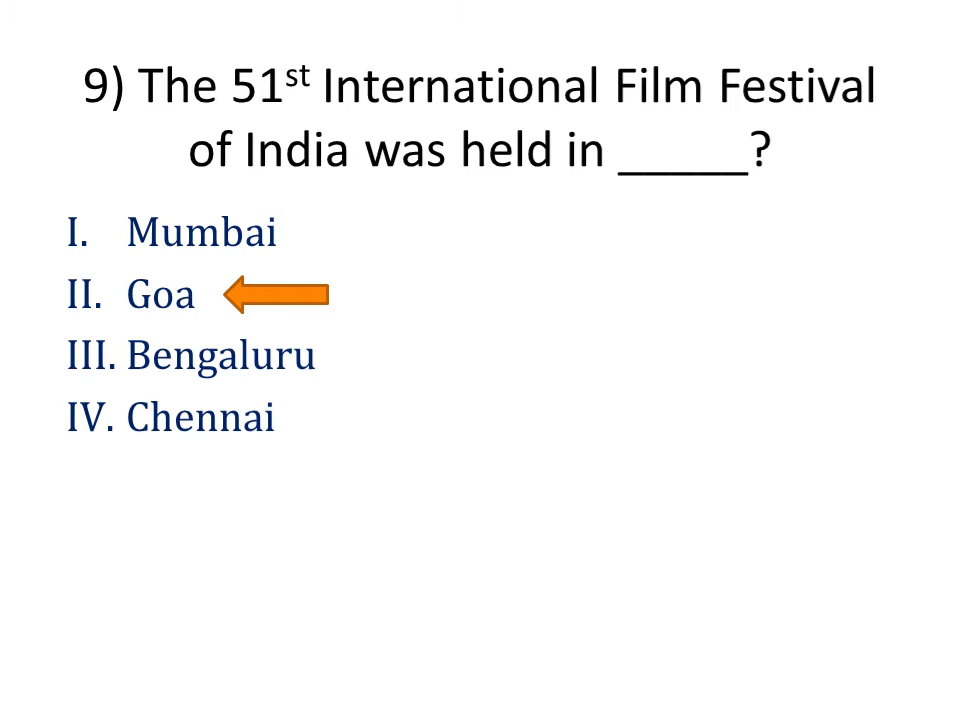 9) The 51st International Film Festival
of India was held in _____?
I. Mumbai
II. Goa
III. Bengaluru
IV. Chennai